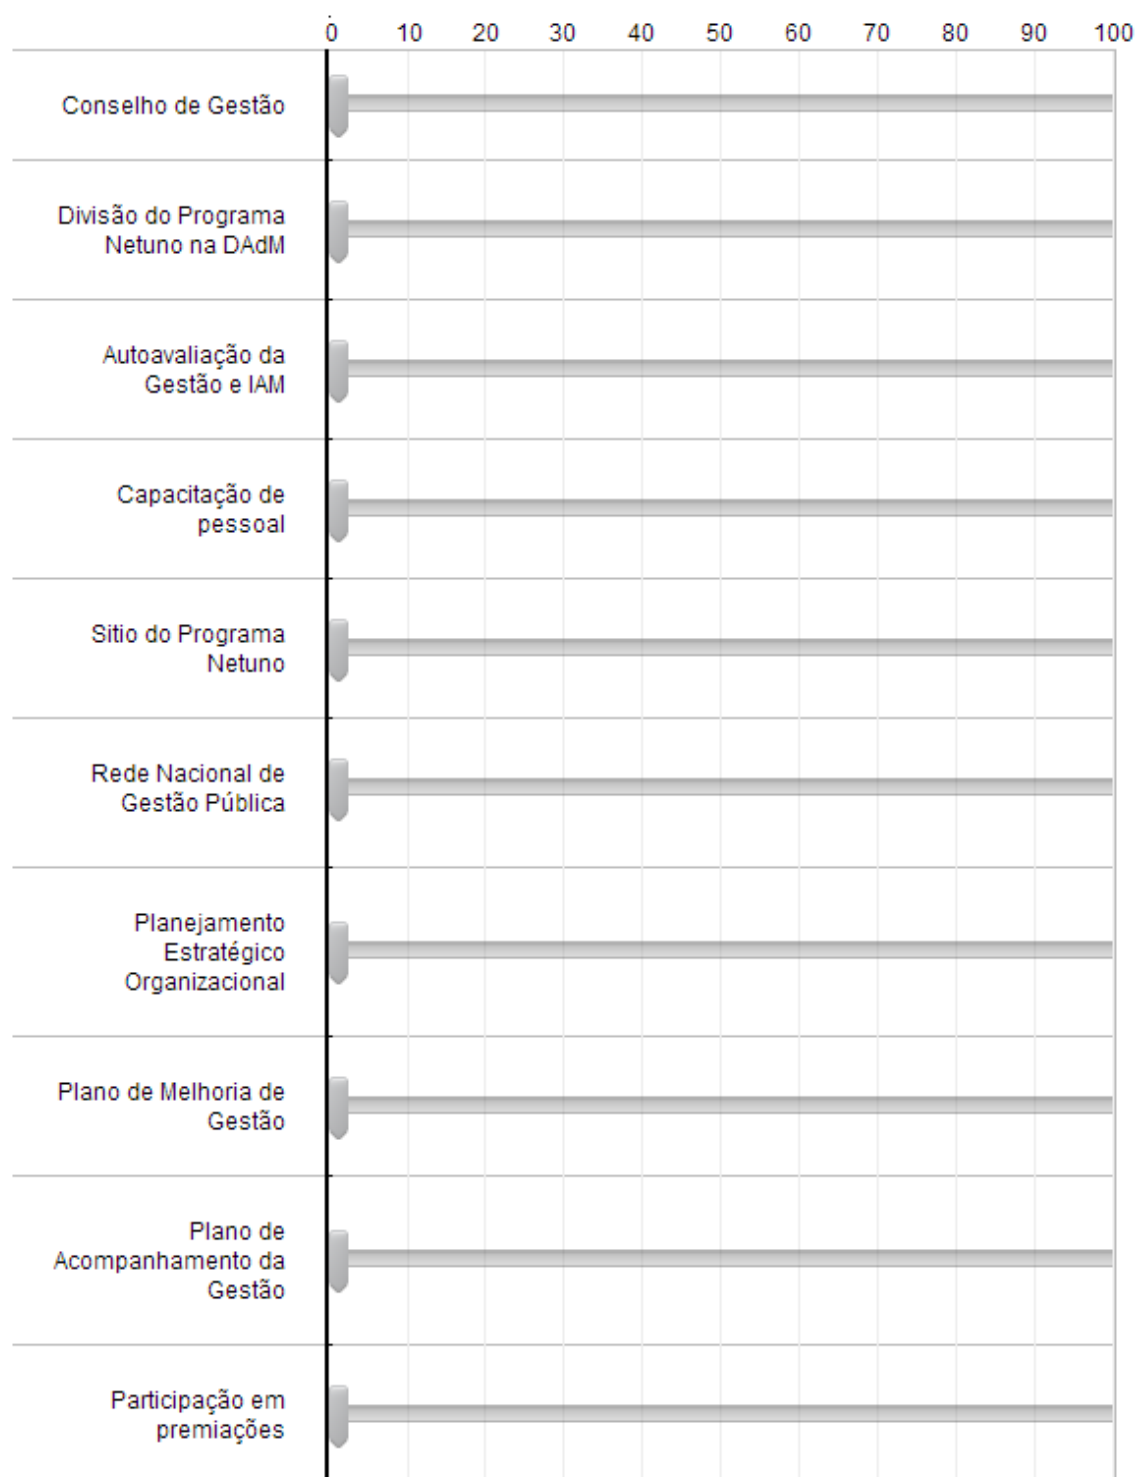 0 10 20 30 40 50 60 70 80 90 100
Conselho de Gestão
Divisão do Programa
Netuno na DAdM
Autoavaliação da
Gestão e IAM
Capacitação de
pessoal
Sitio do Programa
Netuno
Rede Nacional de
Gestão Pública
Planejamento
Estratégico
Organizacional
Plano de Melhoria de
Gestão
Plano de
Acompanhamento da
Gestão
Participação em
premiações